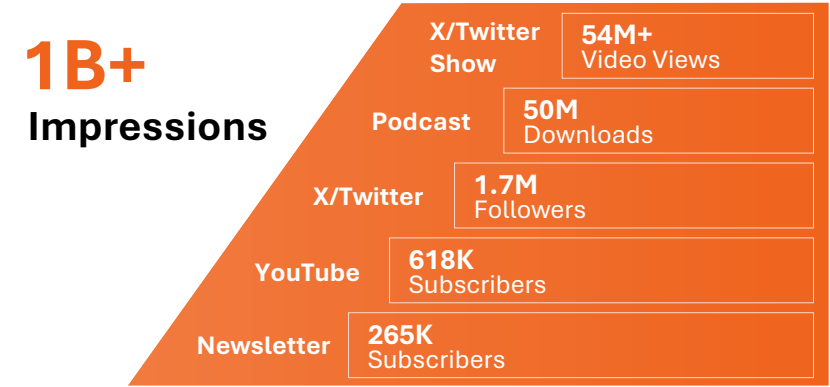 1B+
Impressions
X/Twitter
Show
54M+
Video Views
Podcast
50M
Downloads
X/Twitter
1.7M
Followers
YouTube
618K
Subscribers
Newsletter
265K
Subscribers